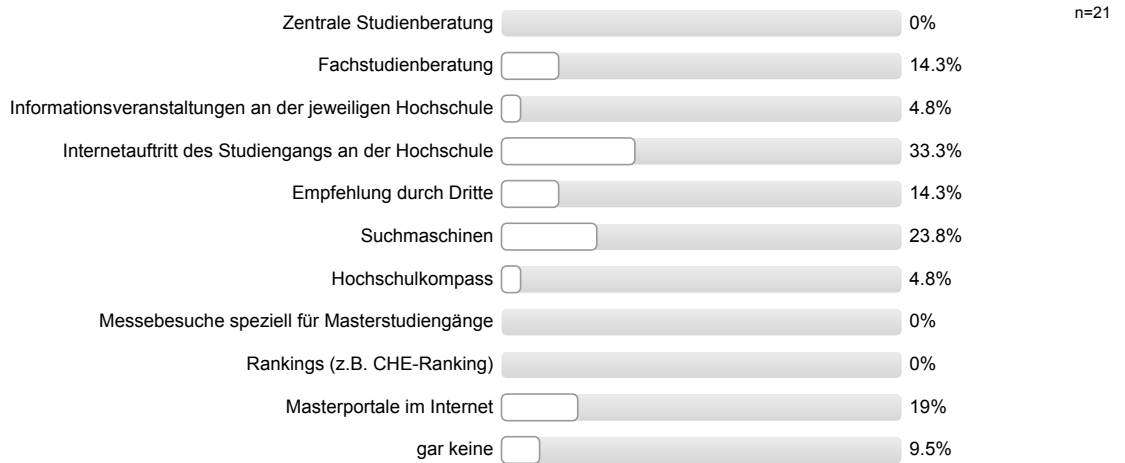 n=21
Zentrale Studienberatung 0%
Fachstudienberatung 14.3%
Informationsveranstaltungen an der jeweiligen Hochschule 4.8%
Internetauftritt des Studiengangs an der Hochschule 33.3%
Empfehlung durch Dritte 14.3%
Suchmaschinen 23.8%
Hochschulkompass 4.8%
Messebesuche speziell für Masterstudiengänge 0%
Rankings (z.B. CHE-Ranking) 0%
Masterportale im Internet 19%
gar keine 9.5%